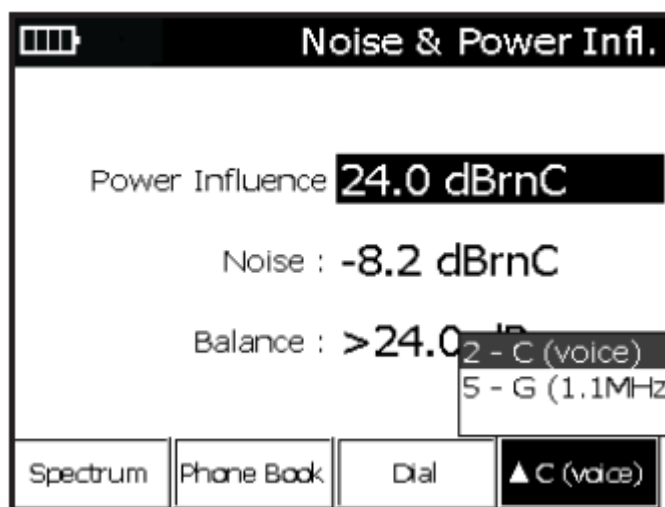 Noise & Power Infl.
Power Influence 24.0 dBrnC
Noise : -8.2 dBrnC
Balance : >24.0
2 - C (voice)
5 - G (1.1MHz
Spectrum
Phone Book
Dial
▲ C (voice)